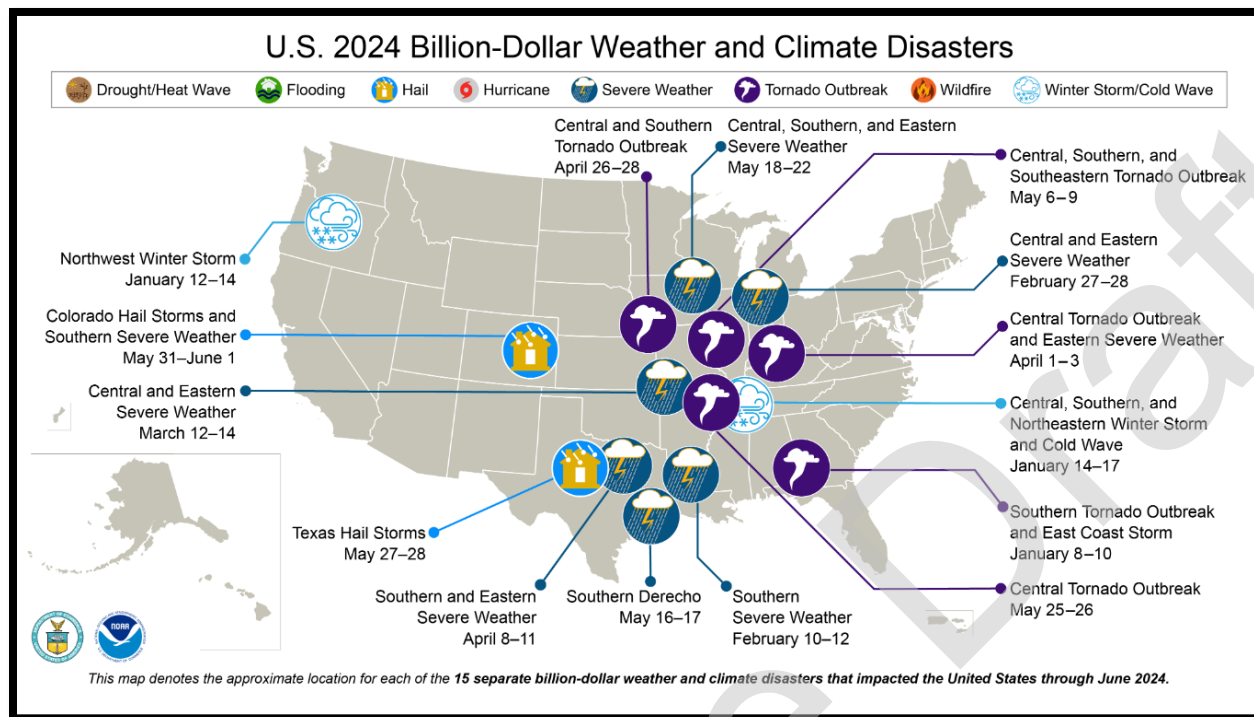 U.S. 2024 Billion-Dollar Weather and Climate Disasters
Drought/Heat Wave
Flooding
Hail
Hurricane
Severe Weather
Tornado Outbreak
Wildfire
Winter Storm/Cold Wave
Central and Southern
Tornado Outbreak
April 26–28
Central, Southern, and Eastern
Severe Weather
May 18–22
Central, Southern, and
Southeastern Tornado Outbreak
May 6–9
Northwest Winter Storm
January 12–14
Central and Eastern
Severe Weather
February 27–28
Colorado Hail Storms and
Southern Severe Weather
May 31–June 1
Central Tornado Outbreak
and Eastern Severe Weather
April 1–3
Central and Eastern
Severe Weather
March 12–14
Central, Southern, and
Northeastern Winter Storm
and Cold Wave
January 14–17
Texas Hail Storms
May 27–28
Southern Tornado Outbreak
and East Coast Storm
January 8–10
Southern and Eastern
Severe Weather
April 8–11
Southern Derecho
May 16–17
Southern
Severe Weather
February 10–12
Central Tornado Outbreak
May 25–26
NOAA
This map denotes the approximate location for each of the 15 separate billion-dollar weather and climate disasters that impacted the United States through June 2024.
Draft